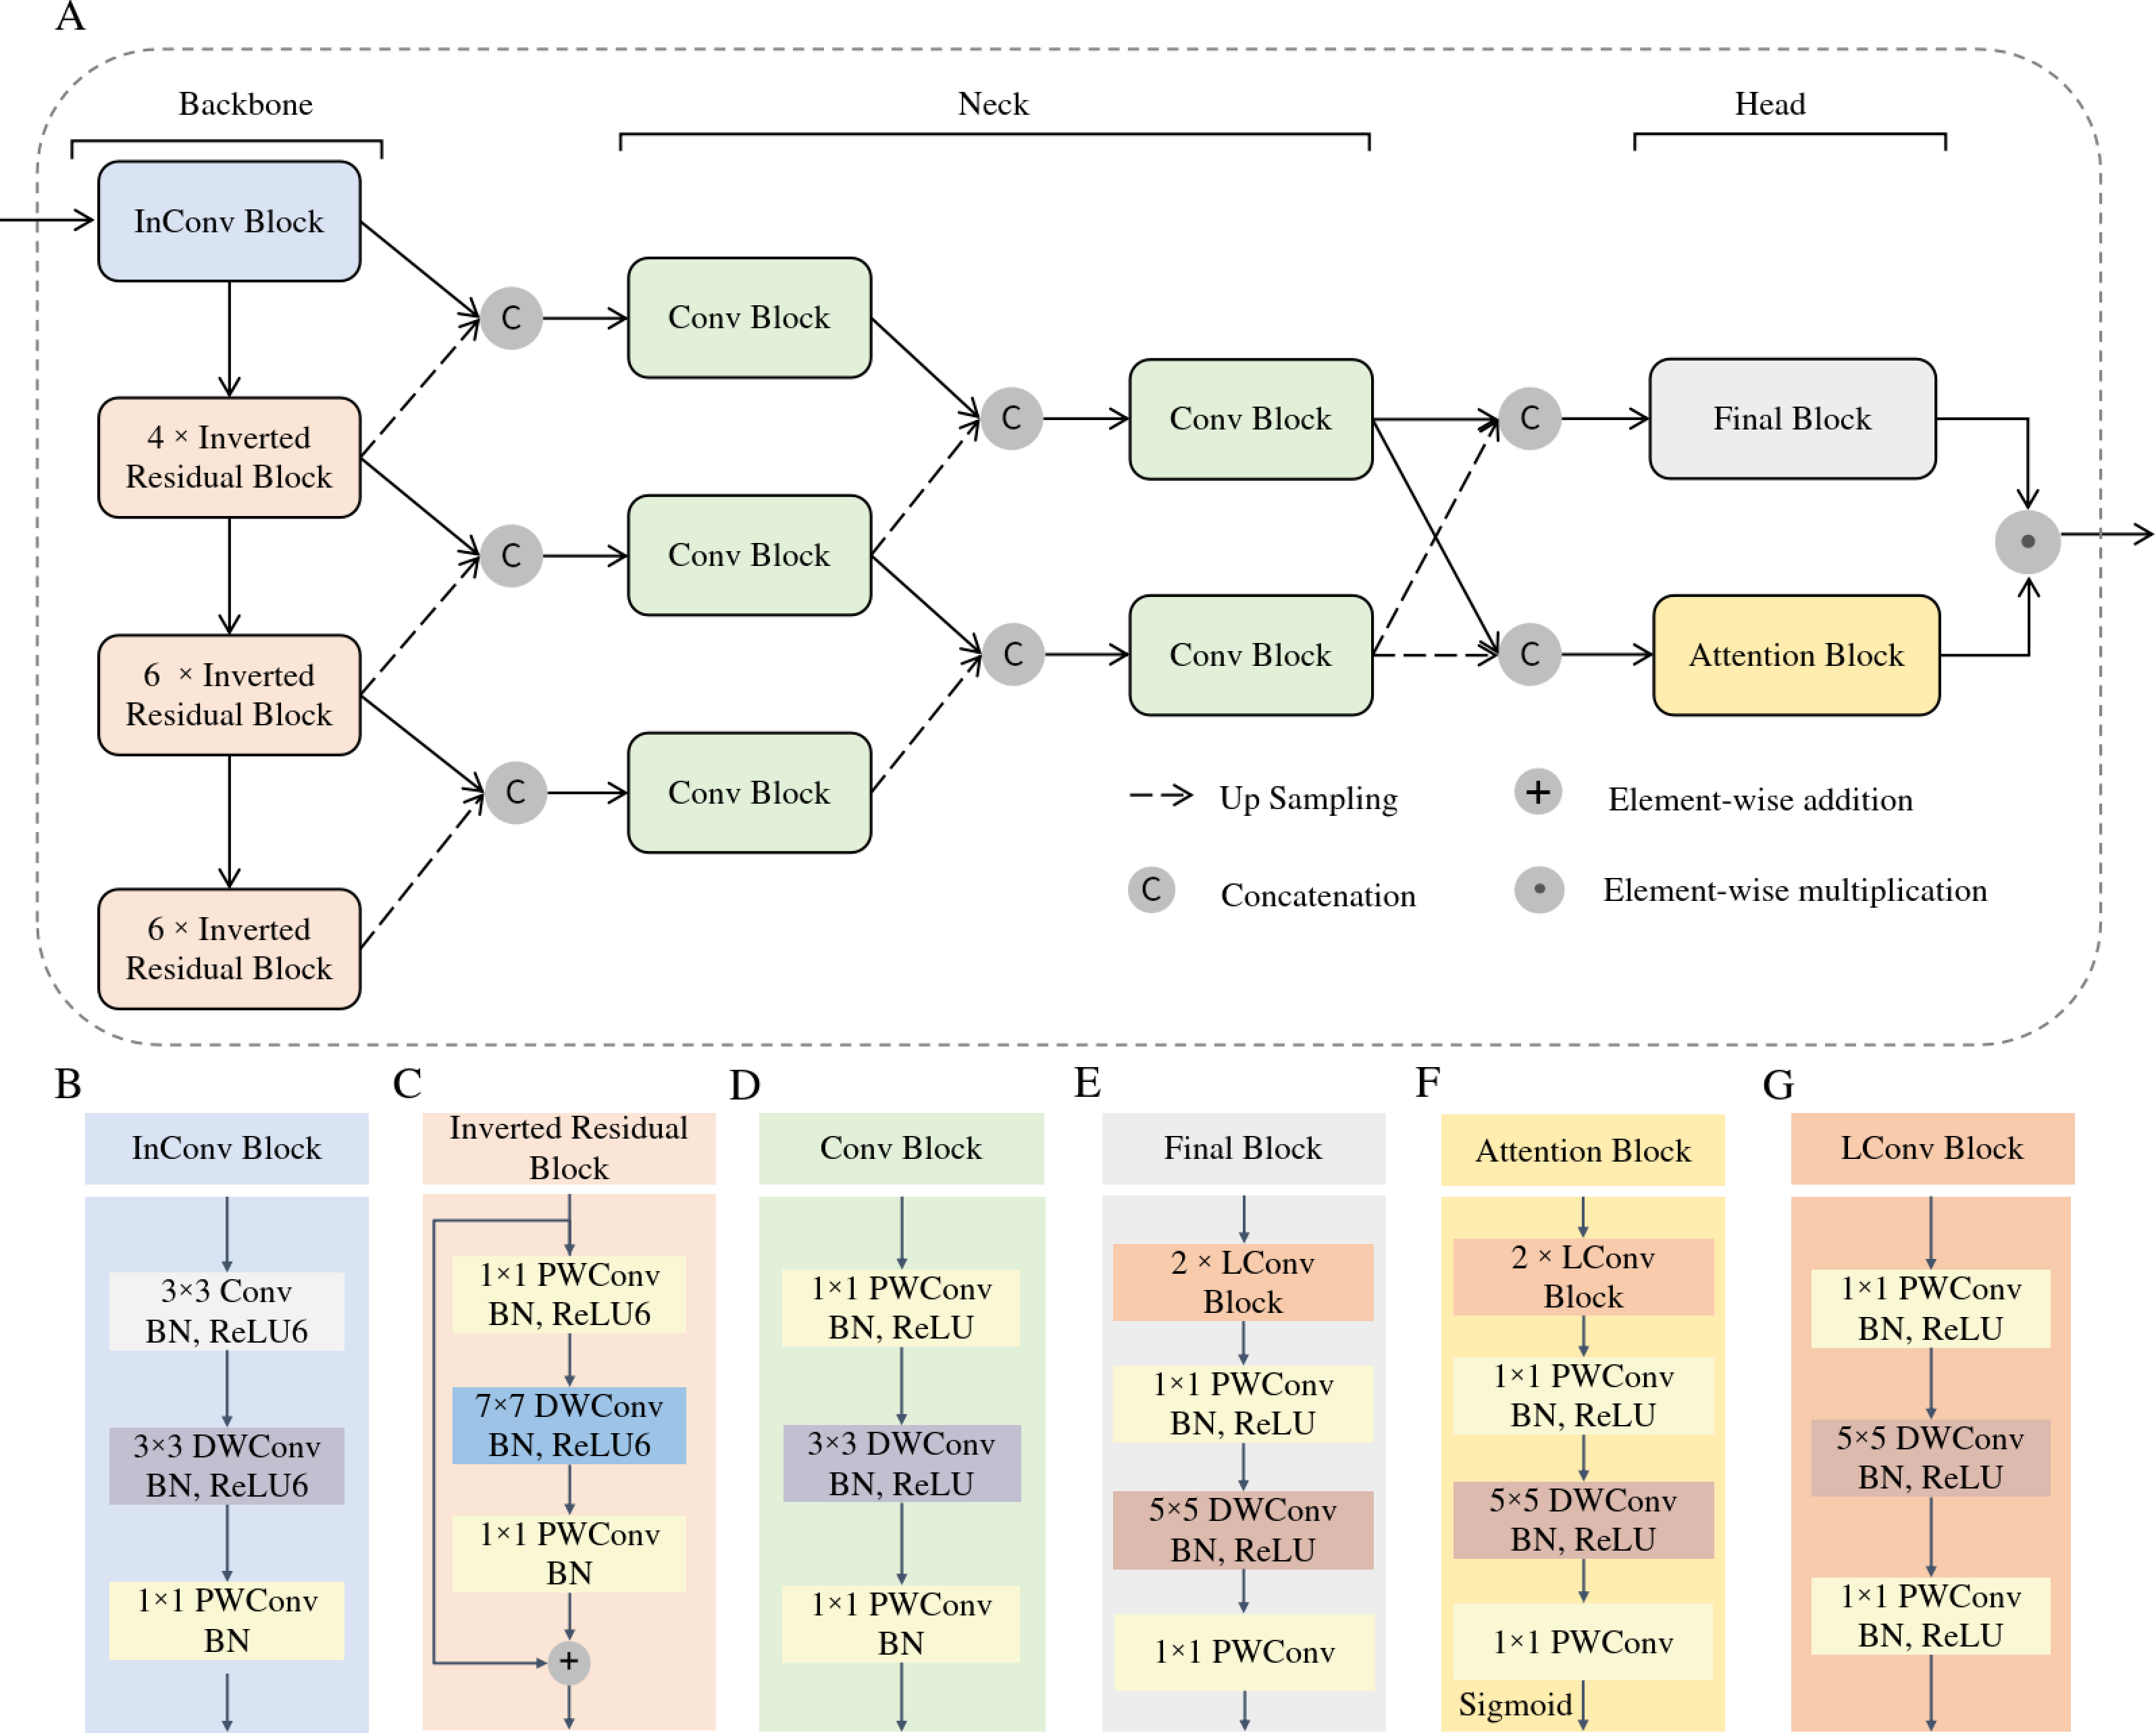 A
Backbone
Neck
Head
InConv Block
C
Conv Block
4 × Inverted
Residual Block
C
Conv Block
C
Conv Block
C
Final Block
6 × Inverted
Residual Block
C
Conv Block
C
Conv Block
C
Attention Block
C
Conv Block
6 × Inverted
Residual Block
Up Sampling
+
Element-wise addition
C
Concatenation
Element-wise multiplication
B
InConv Block
3×3 Conv
BN, ReLU6
3×3 DWConv
BN, ReLU6
1×1 PWConv
BN
C
Inverted Residual
Block
1×1 PWConv
BN, ReLU6
7×7 DWConv
BN, ReLU6
1×1 PWConv
BN
+
D
Conv Block
1×1 PWConv
BN, ReLU
3×3 DWConv
BN, ReLU
1×1 PWConv
BN
E
Final Block
2 × LConv
Block
1×1 PWConv
BN, ReLU
5×5 DWConv
BN, ReLU
1×1 PWConv
F
Attention Block
2 × LConv
Block
1×1 PWConv
BN, ReLU
5×5 DWConv
BN, ReLU
1×1 PWConv
Sigmoid
G
LConv Block
1×1 PWConv
BN, ReLU
5×5 DWConv
BN, ReLU
1×1 PWConv
BN, ReLU